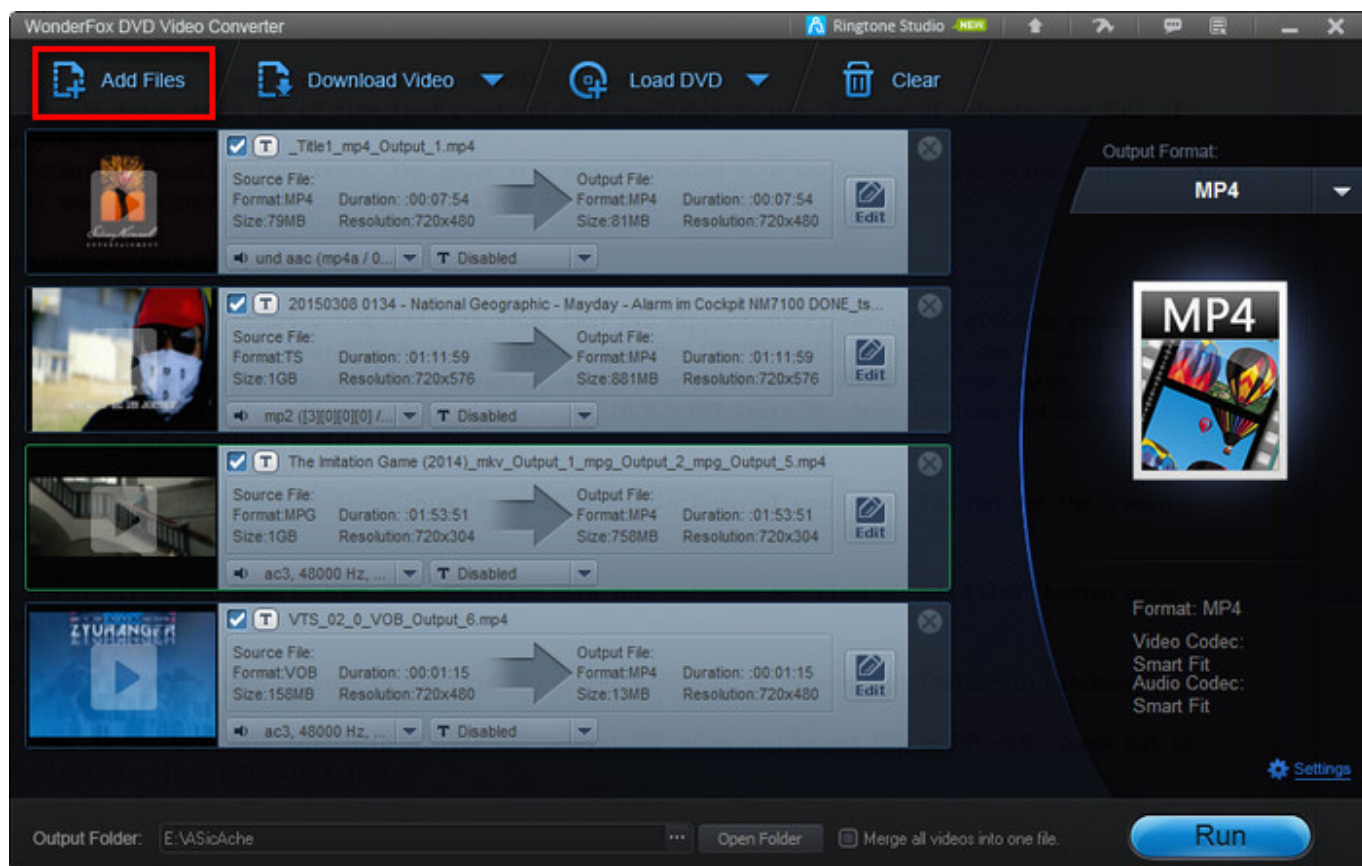 WonderFox DVD Video Converter
Ringtone Studio NEW
Add Files
Download Video
Load DVD
Clear
_Title1_mp4_Output_1.mp4
Source File:
Format:MP4 Duration: :00:07:54
Size:79MB Resolution:720x480
Output File:
Format:MP4 Duration: :00:07:54
Size:81MB Resolution:720x480
Edit
und aac (mp4a / 0...
T Disabled
20150308 0134 - National Geographic - Mayday - Alarm im Cockpit NM7100 DONE_ts...
Source File:
Format:TS Duration: :01:11:59
Size:1GB Resolution:720x576
Output File:
Format:MP4 Duration: :01:11:59
Size:881MB Resolution:720x576
Edit
mp2 ([3][0][0][0] /...
T Disabled
The Imitation Game (2014)_mkv_Output_1_mpg_Output_2_mpg_Output_5.mp4
Source File:
Format:MPG Duration: :01:53:51
Size:1GB Resolution:720x304
Output File:
Format:MP4 Duration: :01:53:51
Size:758MB Resolution:720x304
Edit
ac3, 48000 Hz, ...
T Disabled
ZYURANGER
VTS_02_0_VOB_Output_6.mp4
Source File:
Format:VOB Duration: :00:01:15
Size:158MB Resolution:720x480
Output File:
Format:MP4 Duration: :00:01:15
Size:13MB Resolution:720x480
Edit
ac3, 48000 Hz, ...
T Disabled
Output Format:
MP4
MP4
Format: MP4
Video Codec:
Smart Fit
Audio Codec:
Smart Fit
Settings
Output Folder: E:\ASicAche
... Open Folder
Merge all videos into one file.
Run